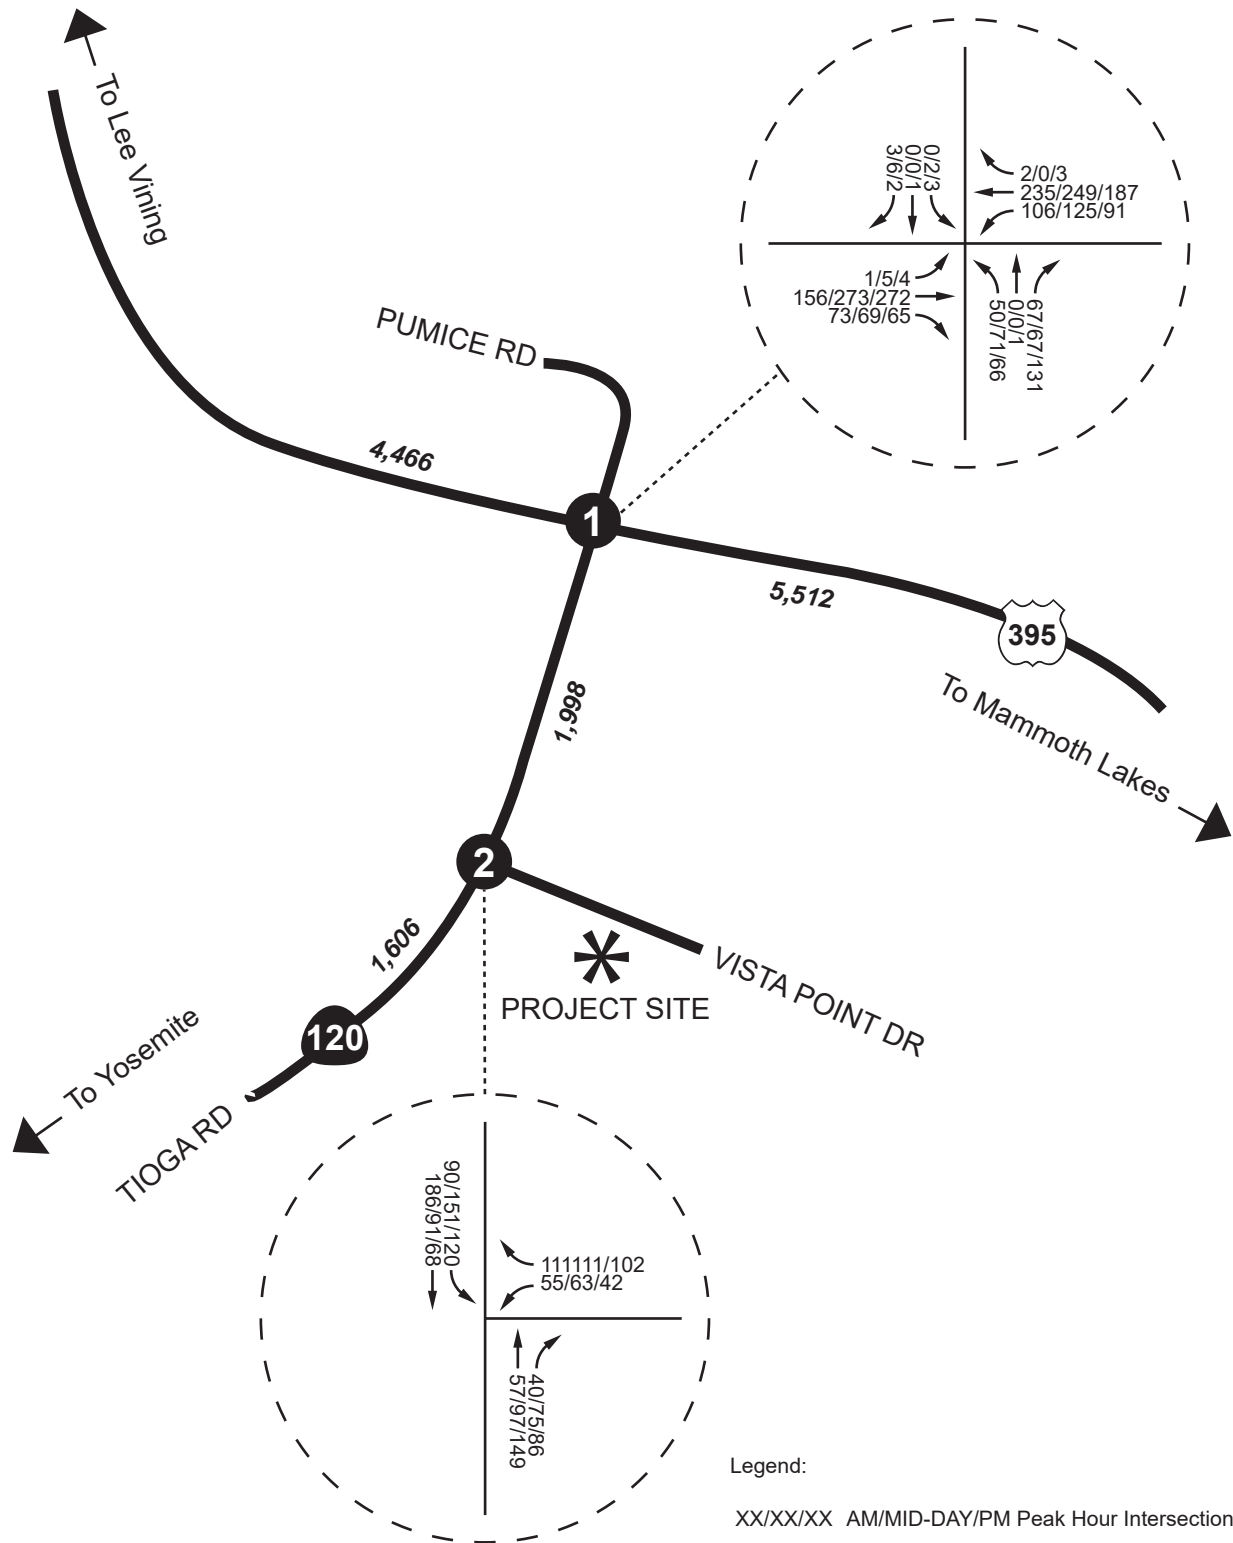 To Lee Vining
0/2/3
0/0/1
3/6/2
2/0/3
235/249/187
106/125/91
1/5/4
156/273/272
73/69/65
50/71/66
0/0/1
67/67/131
PUMICE RD
4,466
1
5,512
395
To Mammoth Lakes
1,998
2
1,606
PROJECT SITE
VISTA POINT DR
120
To Yosemite
TIOGA RD
90/151/120
186/91/68
111111/102
55/63/42
40/75/86
57/97/149
Legend:
XX/XX/XX AM/MID-DAY/PM Peak Hour Intersection